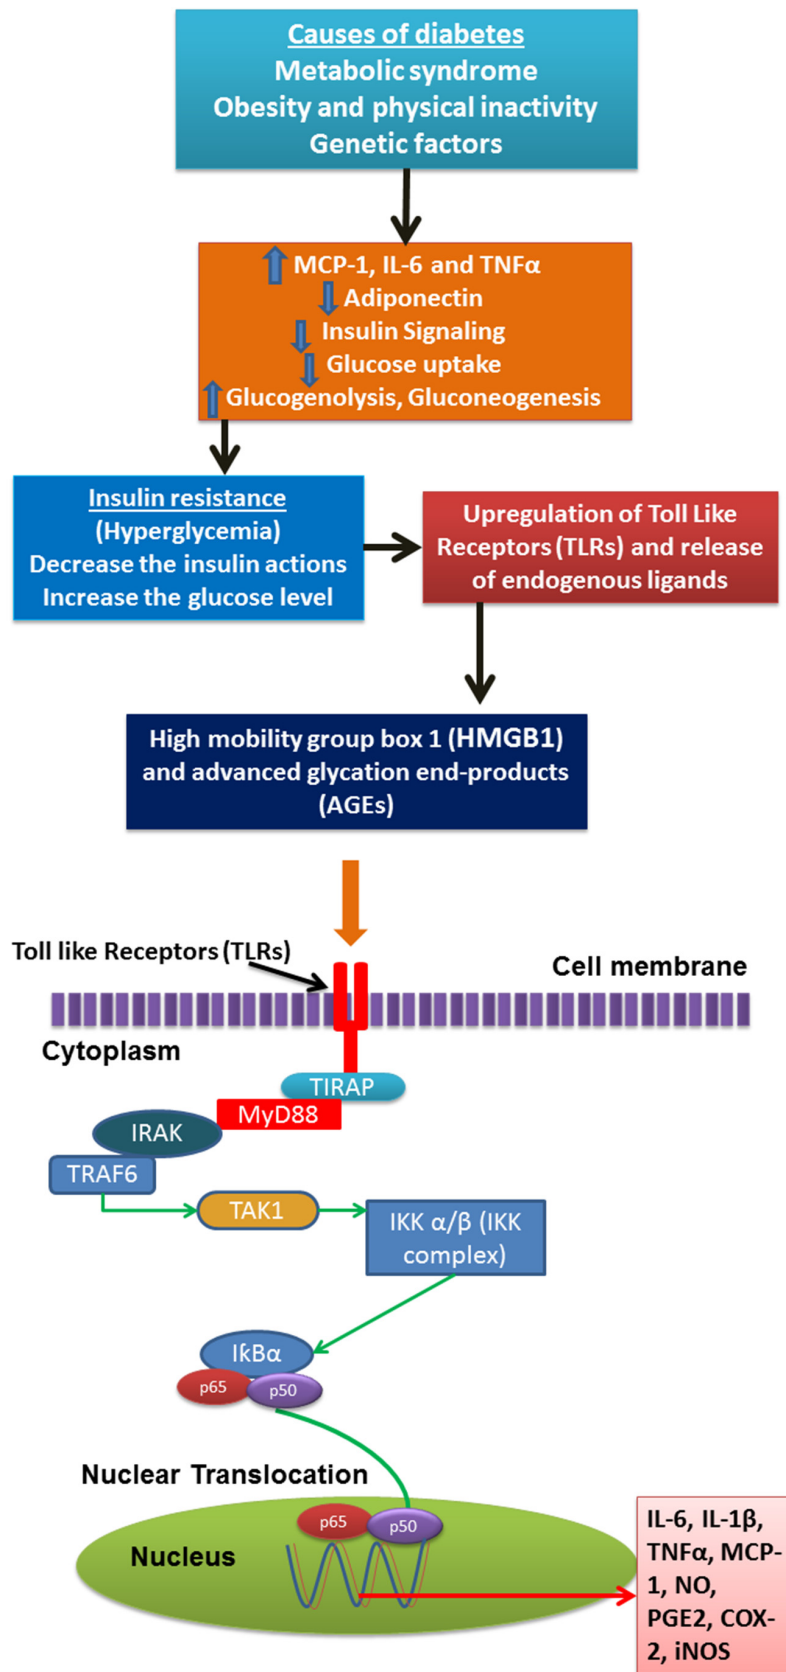 Causes of diabetes
Metabolic syndrome
Obesity and physical inactivity
Genetic factors
MCP-1, IL-6 and TNFα
Adiponectin
Insulin Signaling
Glucose uptake
Glucogenolysis, Gluconeogenesis
Insulin resistance
(Hyperglycemia)
Decrease the insulin actions
Increase the glucose level
Upregulation of Toll Like
Receptors (TLRs) and release
of endogenous ligands
High mobility group box 1 (HMGB1)
and advanced glycation end-products
(AGEs)
Toll like Receptors (TLRs)
Cell membrane
Cytoplasm
TIRAP
MyD88
IRAK
TRAF6
TAK1
IKK α/β (IKK
complex)
IƙBα
p65
p50
Nuclear Translocation
p65
p50
Nucleus
IL-6, IL-1β,
TNFα, MCP-
1, NO,
PGE2, COX-
2, iNOS